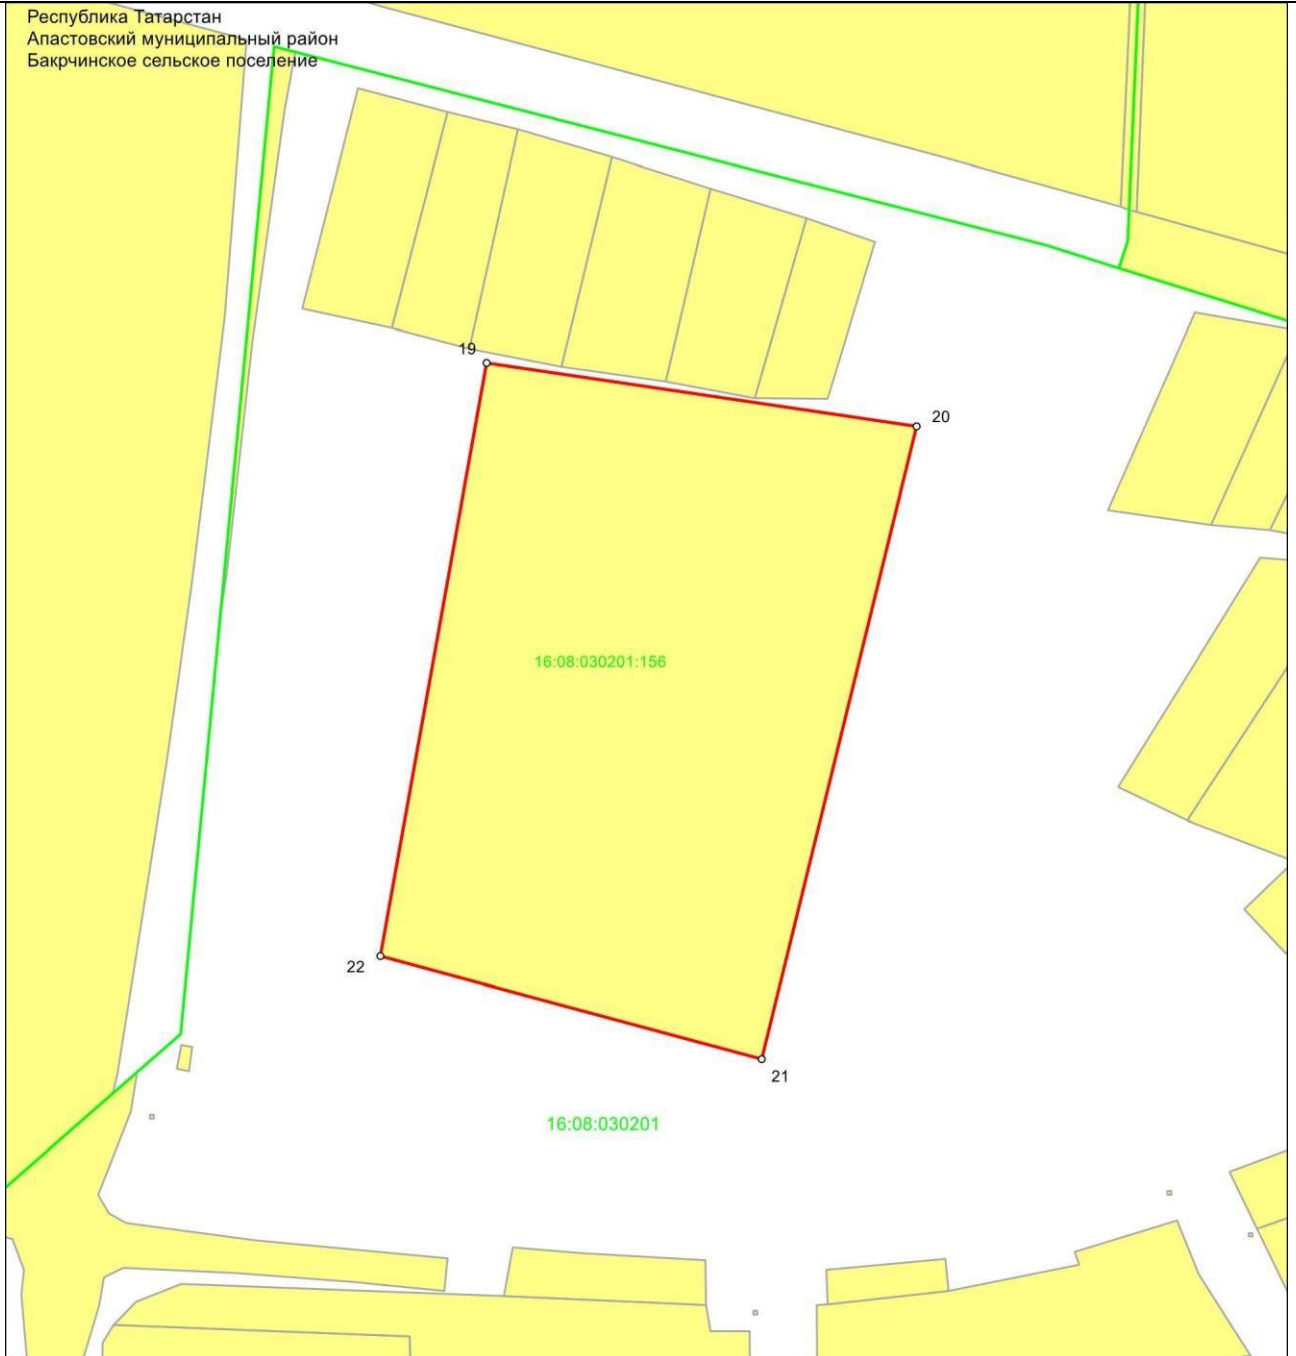 Республика Татарстан
Апастовский муниципальный район
Бакрчинское сельское поселение
19
20
16:08:030201:156
22
21
16:08:030201